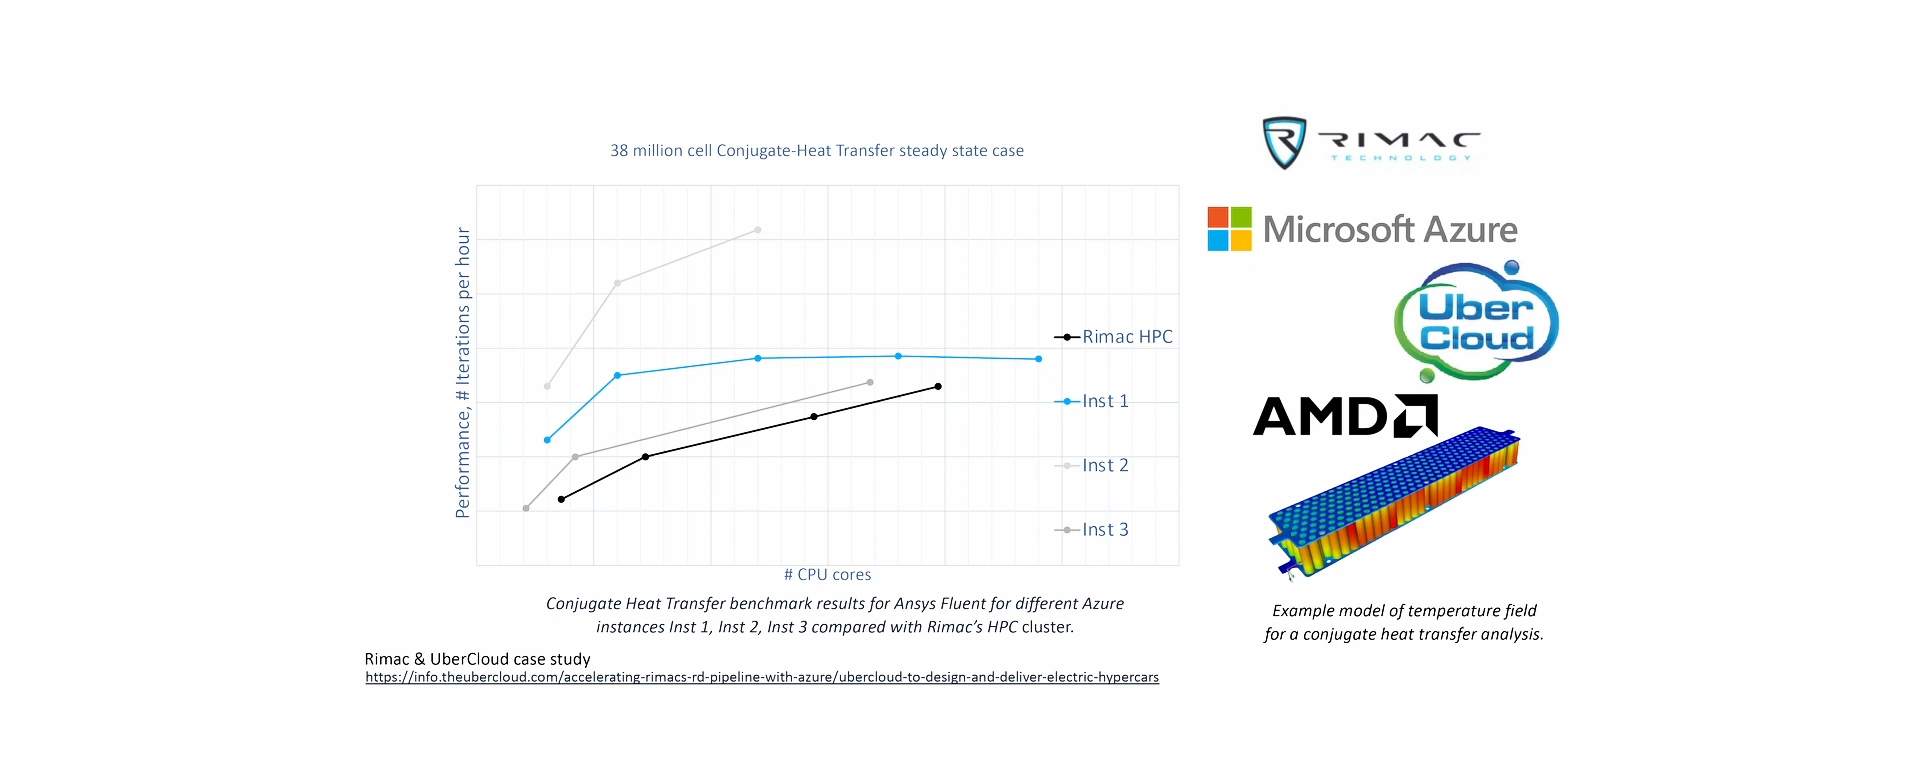 38 million cell Conjugate-Heat Transfer steady state case
Performance, # Iterations per hour
Rimac HPC
Inst 1
Inst 2
Inst 3
# CPU cores
Conjugate Heat Transfer benchmark results for Ansys Fluent for different Azure
instances Inst 1, Inst 2, Inst 3 compared with Rimac’s HPC cluster.
Rimac & UberCloud case study
https://info.theubercloud.com/accelerating-rimacs-rd-pipeline-with-azure/ubercloud-to-design-and-deliver-electric-hypercars
RIMAC
TECHNOLOGY
Microsoft Azure
Uber
Cloud
AMD
Example model of temperature field
for a conjugate heat transfer analysis.